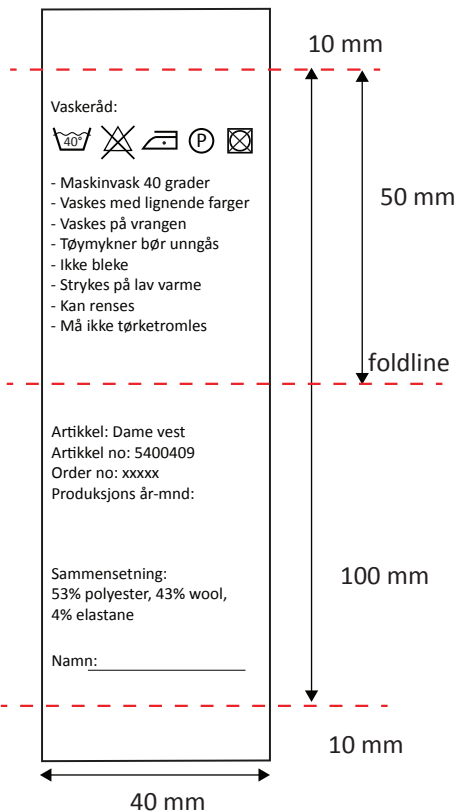 10 mm
Vaskeråd:
40° P
- Maskinvask 40 grader
- Vaskes med lignende farger
- Vaskes på vrangen
- Tøymykner bør unngås
- Ikke bleke
- Strykes på lav varme
- Kan renses
- Må ikke tørketromles
50 mm
foldline
Artikkel: Dame vest
Artikkel no: 5400409
Order no: xxxxx
Produksjons år-mnd:
Sammensetning:
53% polyester, 43% wool,
4% elastane
100 mm
Namn:
10 mm
40 mm